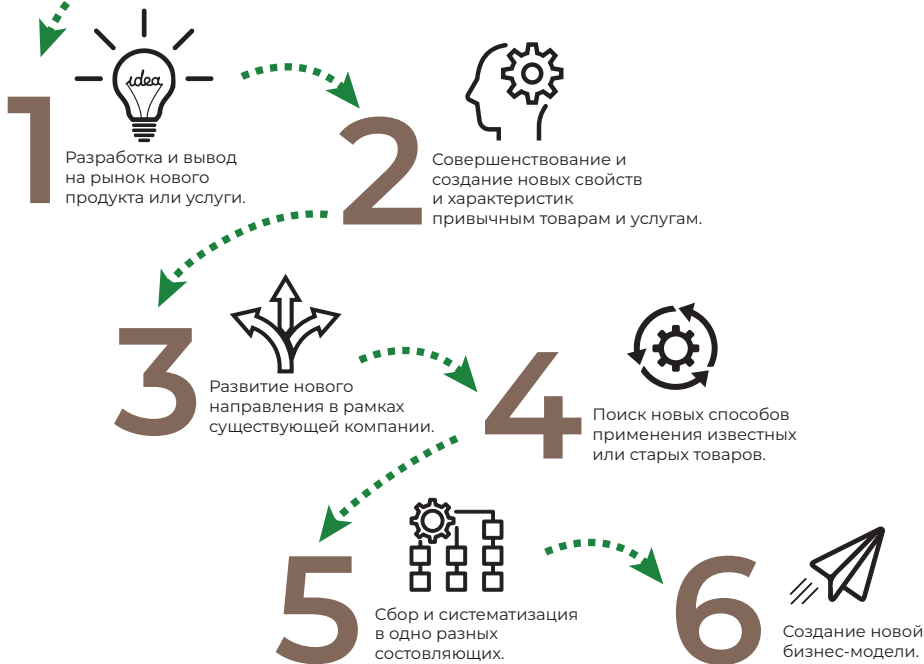 idea
1
Разработка и вывод
на рынок нового
продукта или услуги.
2
Совершенствование и
создание новых свойств
и характеристик
привычным товарам и услугам.
3
Развитие нового
направления в рамках
существующей компании.
4
Поиск новых способов
применения известных
или старых товаров.
5
Сбор и систематизация
в одно разных
состовляющих.
6
Создание новой
бизнес-модели.